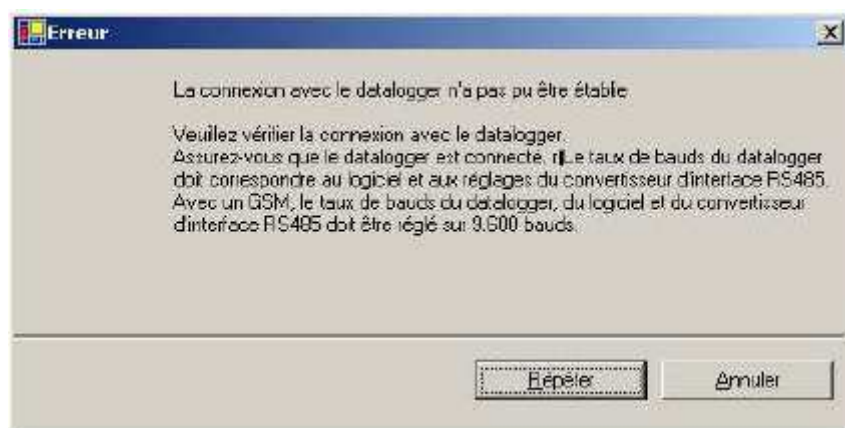 Erreur
La connexion avec le datalogger n'a pas pu être établie
Veuillez vérifier la connexion avec le datalogger.
Assurez-vous que le datalogger est connecté, n Le taux de bauds du datalogger
doit correspondre au logiciel et aux réglages du convertisseur d'interface RS485.
Avec un GSM, le taux de bauds du datalogger, du logiciel et du convertisseur
d'interface RS485 doit être réglé sur 9.600 bauds.
Répéter
Annuler